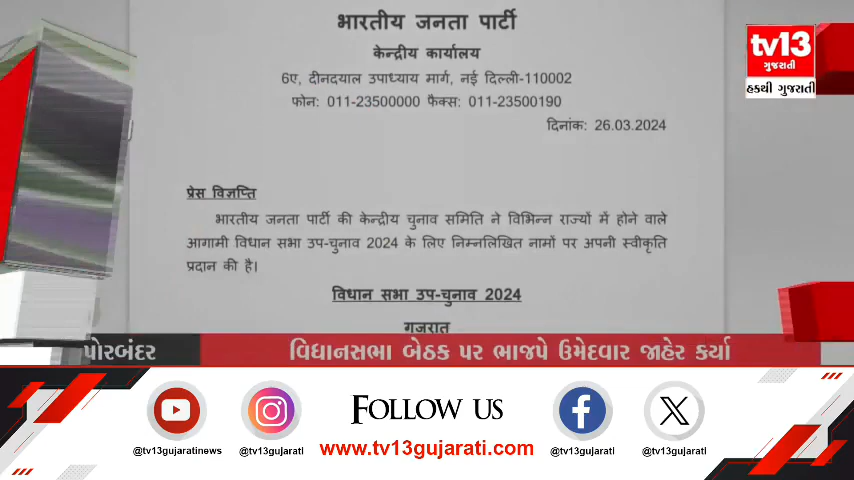 भारतीय जनता पार्टी
केन्द्रीय कार्यालय
6ए, दीनदयाल उपाध्याय मार्ग, नई दिल्ली-110002
फोन: 011-23500000 फैक्स: 011-23500190
दिनांक: 26.03.2024
tv13
ગુજરાતી
હકથી ગુજરાતી
प्रेस विज्ञप्ति
भारतीय जनता पार्टी की केन्द्रीय चुनाव समिति ने विभिन्न राज्यों में होने वाले
आगामी विधान सभा उप-चुनाव 2024 के लिए निम्नलिखित नामों पर अपनी स्वीकृति
प्रदान की है।
विधान सभा उप-चुनाव 2024
गुजरात
પોરબંદર
વિધાનસભા બેઠક પર ભાજપે ઉમેદવાર જાહેર કર્યા
FOLLOW US
@tv13gujaratinews
@tv13gujarati
www.tv13gujarati.com
@tv13gujarati
@tv13gujarati